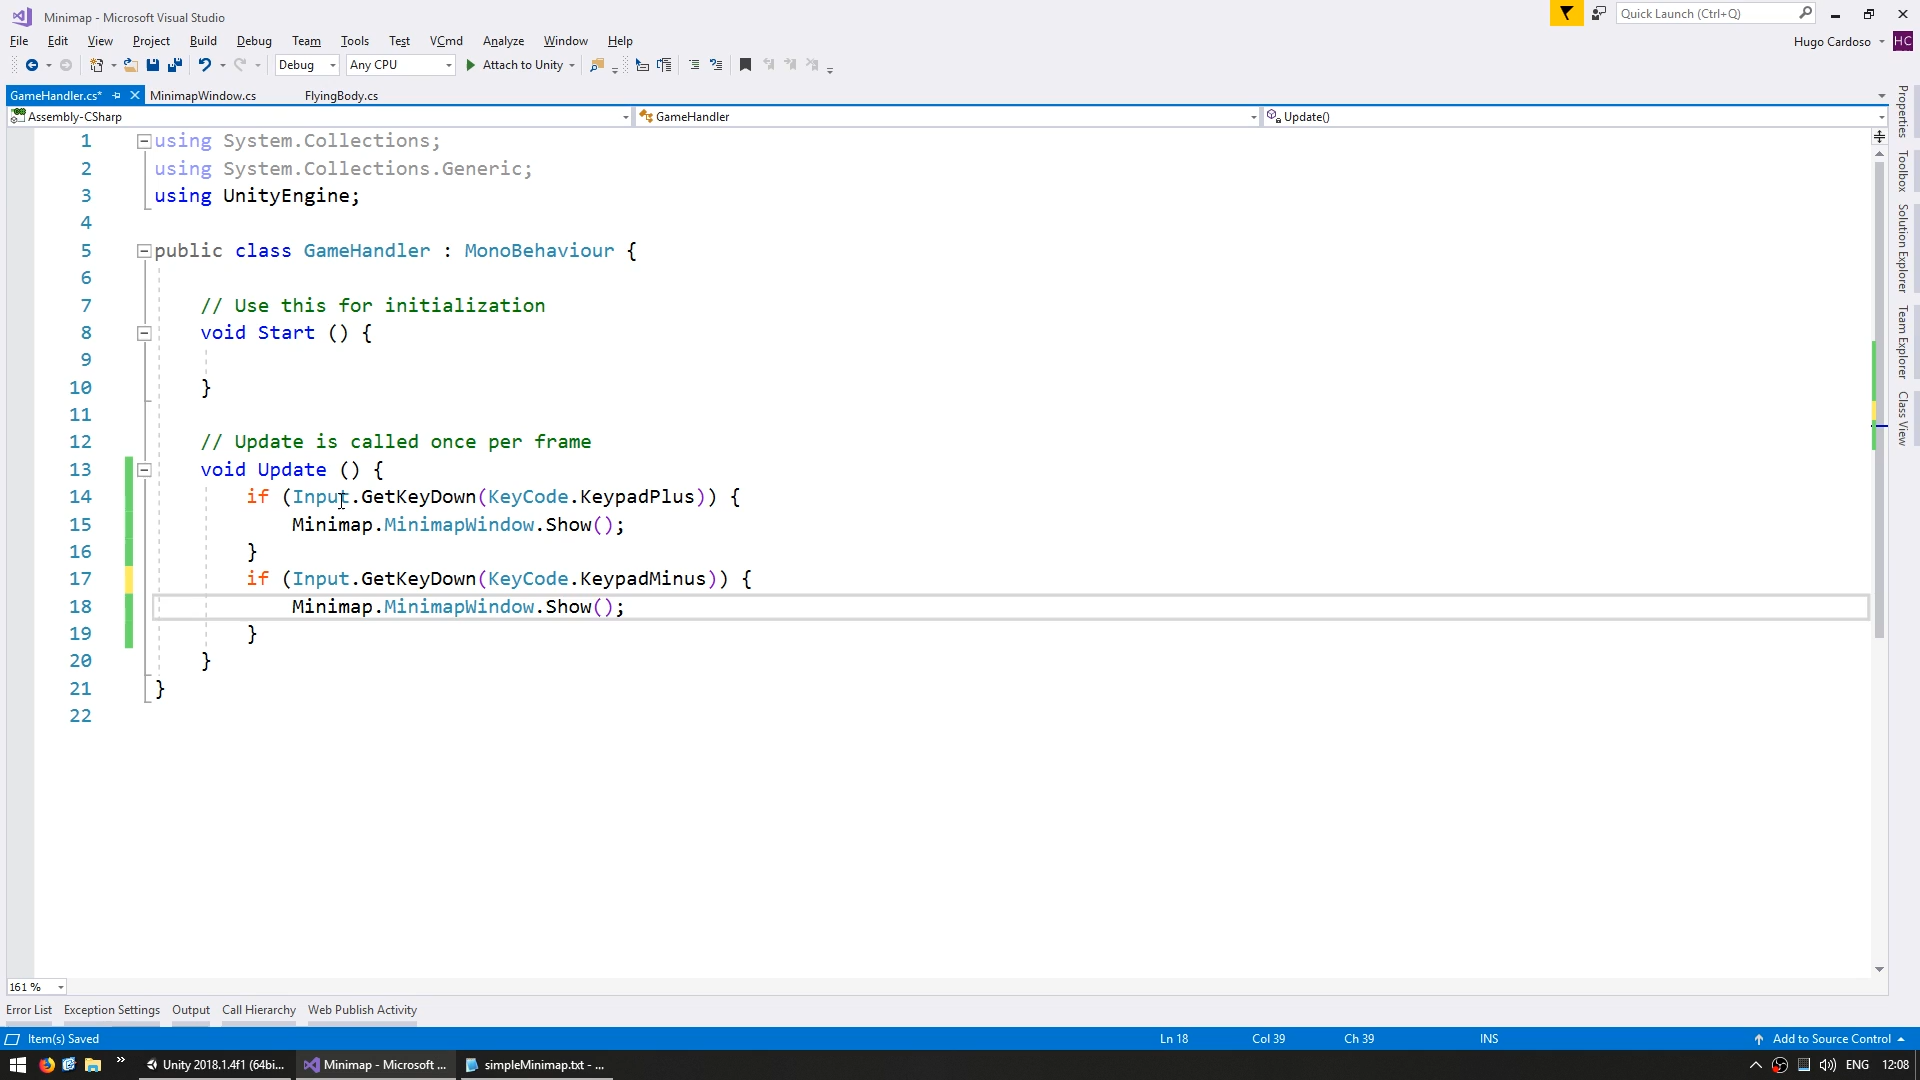 Minimap - Microsoft Visual Studio
Quick Launch (Ctrl+Q)
File Edit View Project Build Debug Team Tools Test VCmd Analyze Window Help
Hugo Cardoso HC
Debug Any CPU Attach to Unity
GameHandler.cs* MinimapWindow.cs FlyingBody.cs
Assembly-CSharp GameHandler Update()
1 using System.Collections;
2 using System.Collections.Generic;
3 using UnityEngine;
4
5 public class GameHandler : MonoBehaviour {
6
7 // Use this for initialization
8 void Start () {
9
10 }
11
12 // Update is called once per frame
13 void Update () {
14 if (Input.GetKeyDown(KeyCode.KeypadPlus)) {
15 Minimap.MinimapWindow.Show();
16 }
17 if (Input.GetKeyDown(KeyCode.KeypadMinus)) {
18 Minimap.MinimapWindow.Show();
19 }
20 }
21 }
22
Properties
Toolbox
Solution Explorer
Team Explorer
Class View
161 %
Error List Exception Settings Output Call Hierarchy Web Publish Activity
Item(s) Saved Ln 18 Col 39 Ch 39 INS Add to Source Control
Unity 2018.1.4f1 (64bi... Minimap - Microsoft ... simpleMinimap.txt - ... ENG 12:08